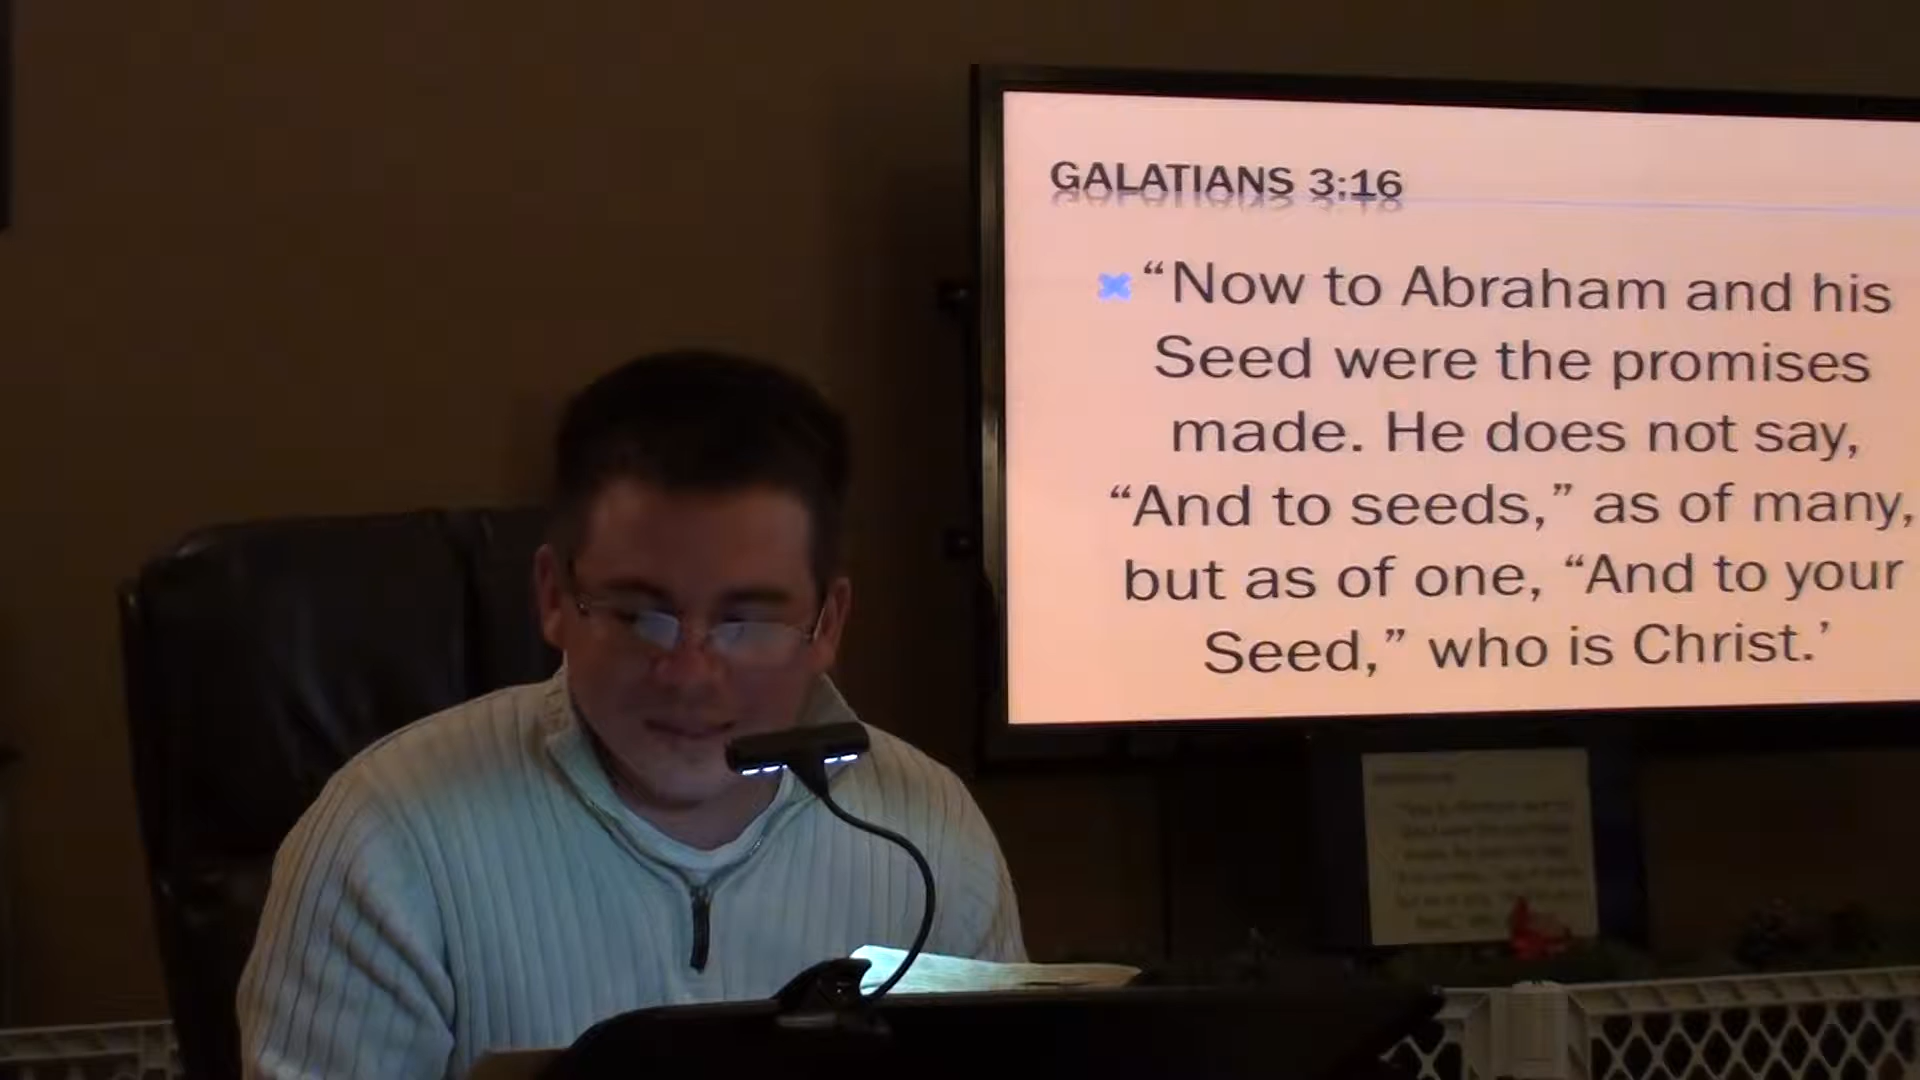 GALATIANS 3:16
“Now to Abraham and his
Seed were the promises
made. He does not say,
“And to seeds,” as of many,
but as of one, “And to your
Seed,” who is Christ.’